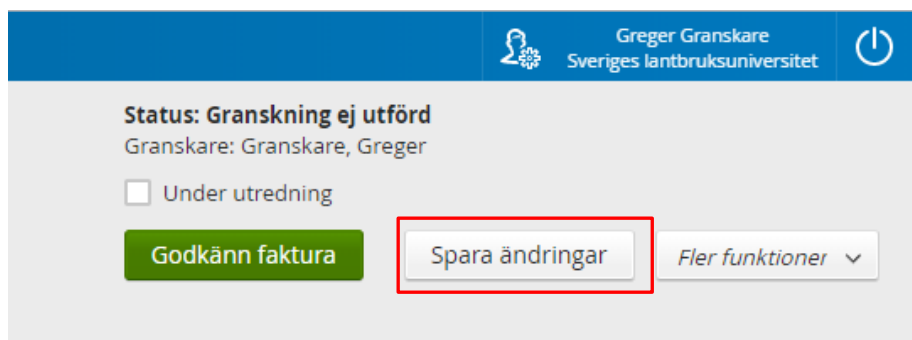 Greger Granskare
Sveriges lantbruksuniversitet
Status: Granskning ej utförd
Granskare: Granskare, Greger
Under utredning
Godkänn faktura
Spara ändringar
Fler funktioner